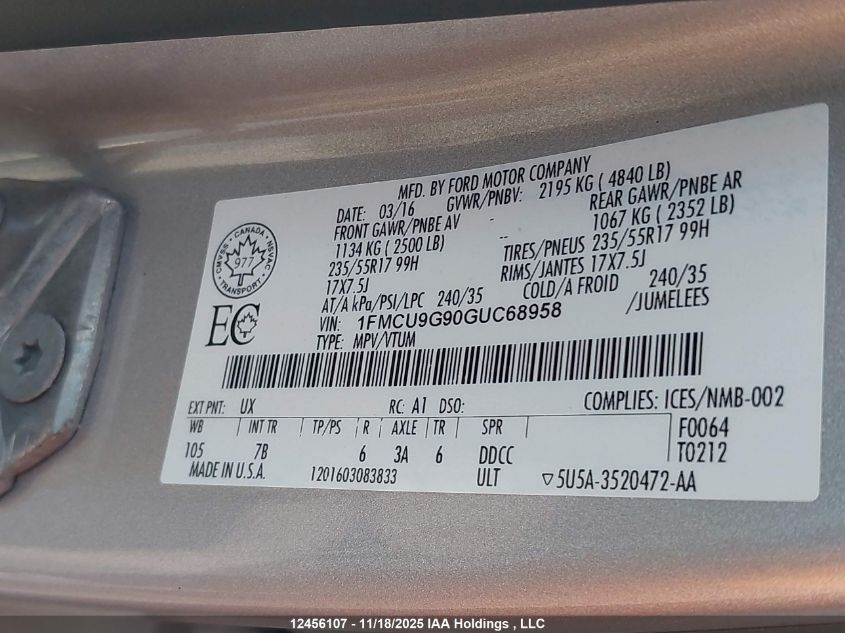 MFD. BY FORD MOTOR COMPANY
DATE: 03/16 GVWR/PNBV: 2195 KG ( 4840 LB)
FRONT GAWR/PNBE AV - REAR GAWR/PNBE AR
1134 KG ( 2500 LB) -- 1067 KG ( 2352 LB)
235/55R17 99H TIRES/PNEUS 235/55R17 99H
17X7.5J RIMS/JANTES 17X7.5J
AT/A kPa/PSI/LPC 240/35 COLD/A FROID 240/35
VIN: 1FMCU9G90GUC68958 /JUMELEES
TYPE: MPV/VTUM
CMVSS - CANADA - NSVAC
977
TRANSPORT
EC
EXT PNT: UX RC: A1 DSO: COMPLIES: ICES/NMB-002
WB | INT TR | TP/PS | R | AXLE | TR | SPR F0064
105 7B 6 3A 6 DDCC T0212
MADE IN U.S.A. 1201603083833 ULT ▽5U5A-3520472-AA
12456107 - 11/18/2025 IAA Holdings , LLC